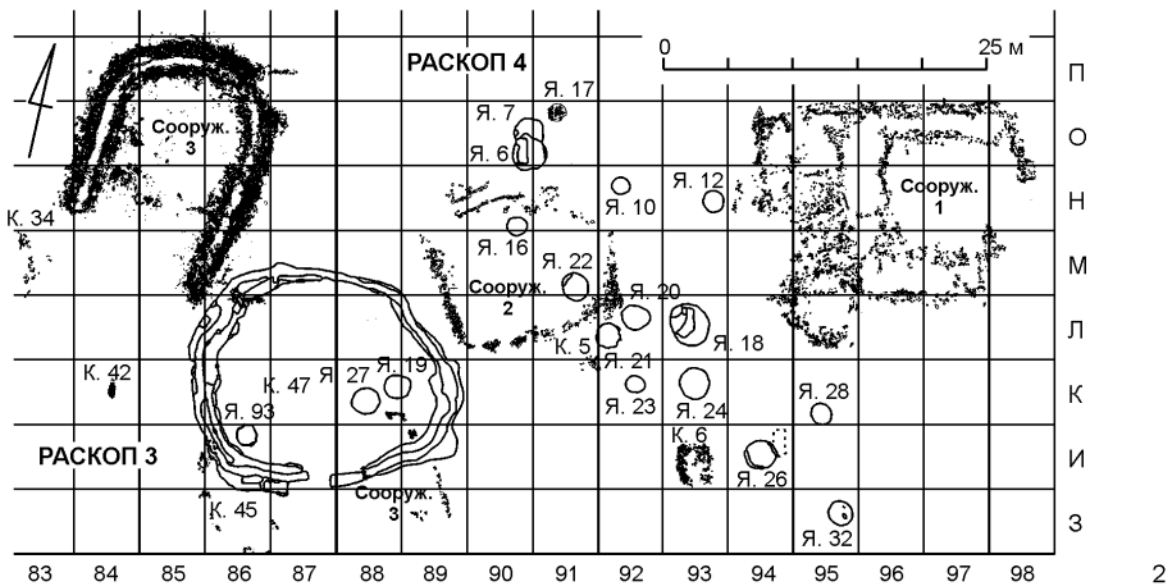 0 25 м
РАСКОП 4
П
Я. 17
Я. 7
О
Сооруж.
3
Я. 6
Я. 12
Сооруж.
1
Н
К. 34
Я. 10
Я. 16
Я. 22
М
Сооруж.
2
Я. 20
Л
К. 5
Я. 18
Я. 21
К. 42
К. 47
Я 27
Я. 19
Я. 23
Я. 24
Я. 28
К
Я. 93
К. 6
РАСКОП 3
Я. 26
И
Сооруж.
3
К. 45
Я. 32
З
83 84 85 86 87 88 89 90 91 92 93 94 95 96 97 98
2